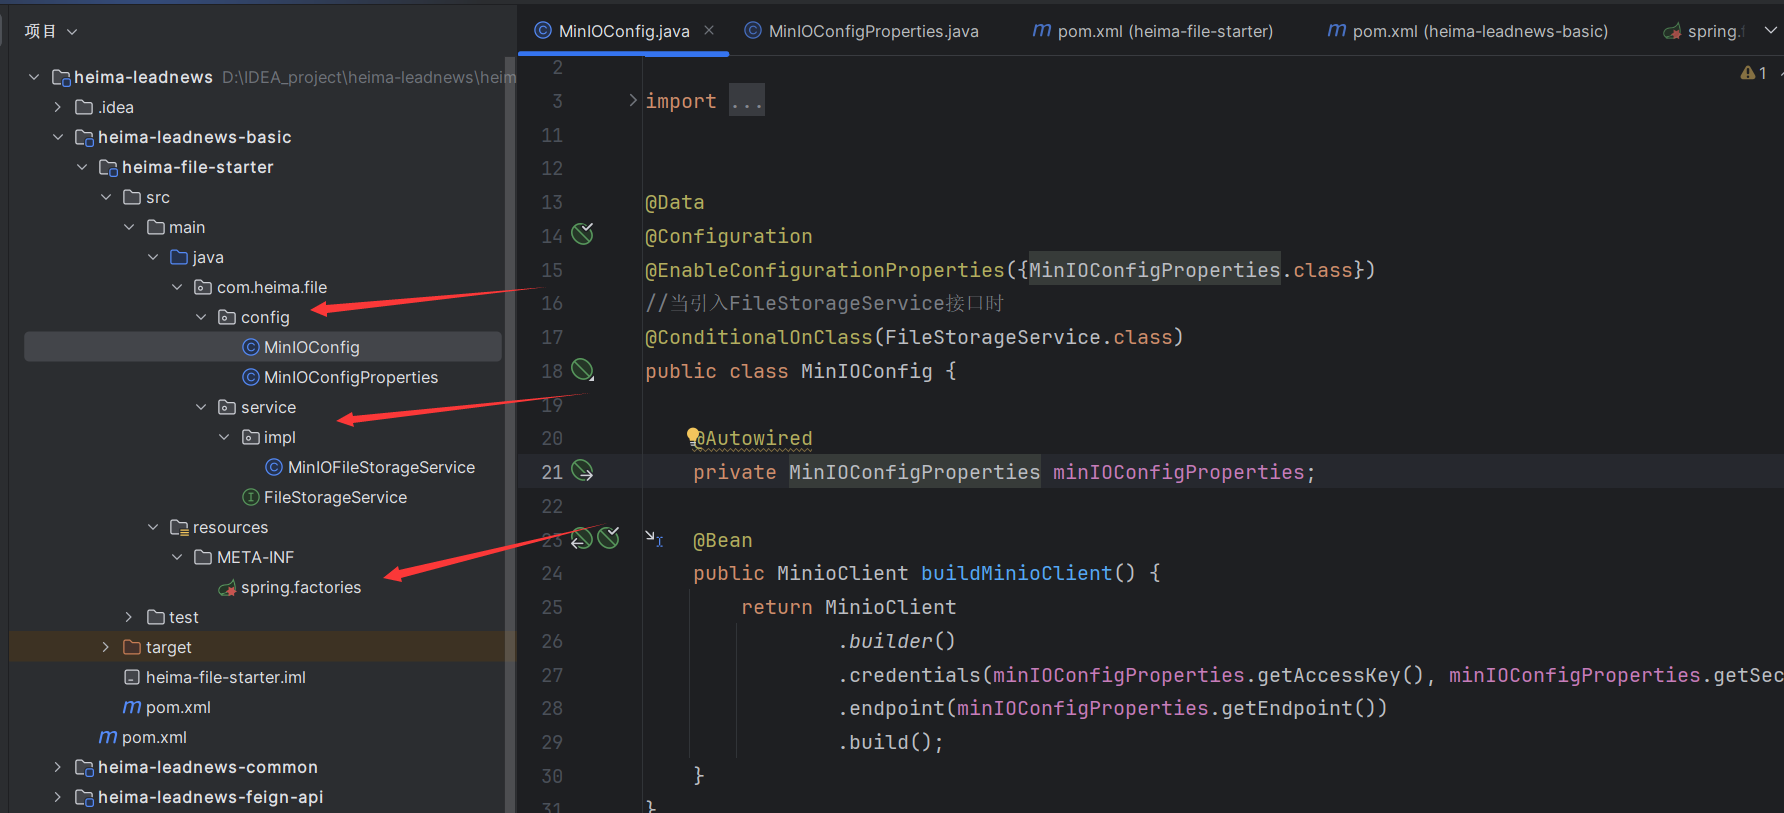 项目
heima-leadnews D:\IDEA_project\heima-leadnews\heim
.idea
heima-leadnews-basic
heima-file-starter
src
main
java
com.heima.file
config
MinIOConfig
MinIOConfigProperties
service
impl
MinIOFileStorageService
FileStorageService
resources
META-INF
spring.factories
test
target
heima-file-starter.iml
pom.xml
pom.xml
heima-leadnews-common
heima-leadnews-feign-api
MinIOConfig.java MinIOConfigProperties.java pom.xml (heima-file-starter) pom.xml (heima-leadnews-basic) spring.f
1
2
3 import ...
11
12
13 @Data
14 @Configuration
15 @EnableConfigurationProperties({MinIOConfigProperties.class})
16 //当引入FileStorageService接口时
17 @ConditionalOnClass(FileStorageService.class)
18 public class MinIOConfig {
19
20 @Autowired
21 private MinIOConfigProperties minIOConfigProperties;
22
23 @Bean
24 public MinioClient buildMinioClient() {
25 return MinioClient
26 .builder()
27 .credentials(minIOConfigProperties.getAccessKey(), minIOConfigProperties.getSec
28 .endpoint(minIOConfigProperties.getEndpoint())
29 .build();
30 }
31 }